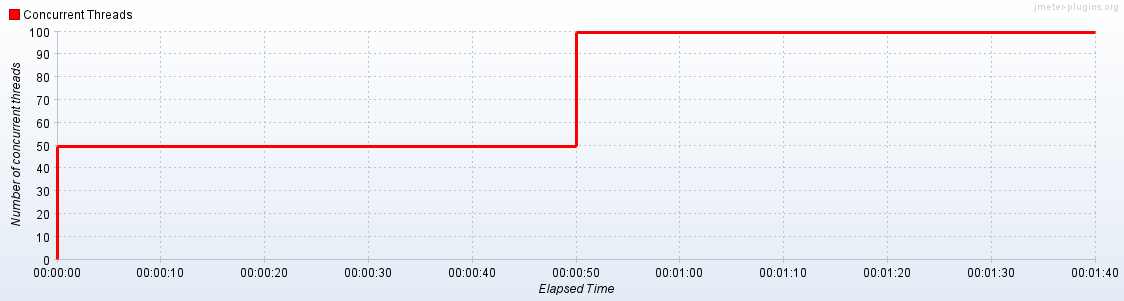 jmeter-plugins.org
Concurrent Threads
Number of concurrent threads
100
90
80
70
60
50
40
30
20
10
0
00:00:00 00:00:10 00:00:20 00:00:30 00:00:40 00:00:50 00:01:00 00:01:10 00:01:20 00:01:30 00:01:40
Elapsed Time